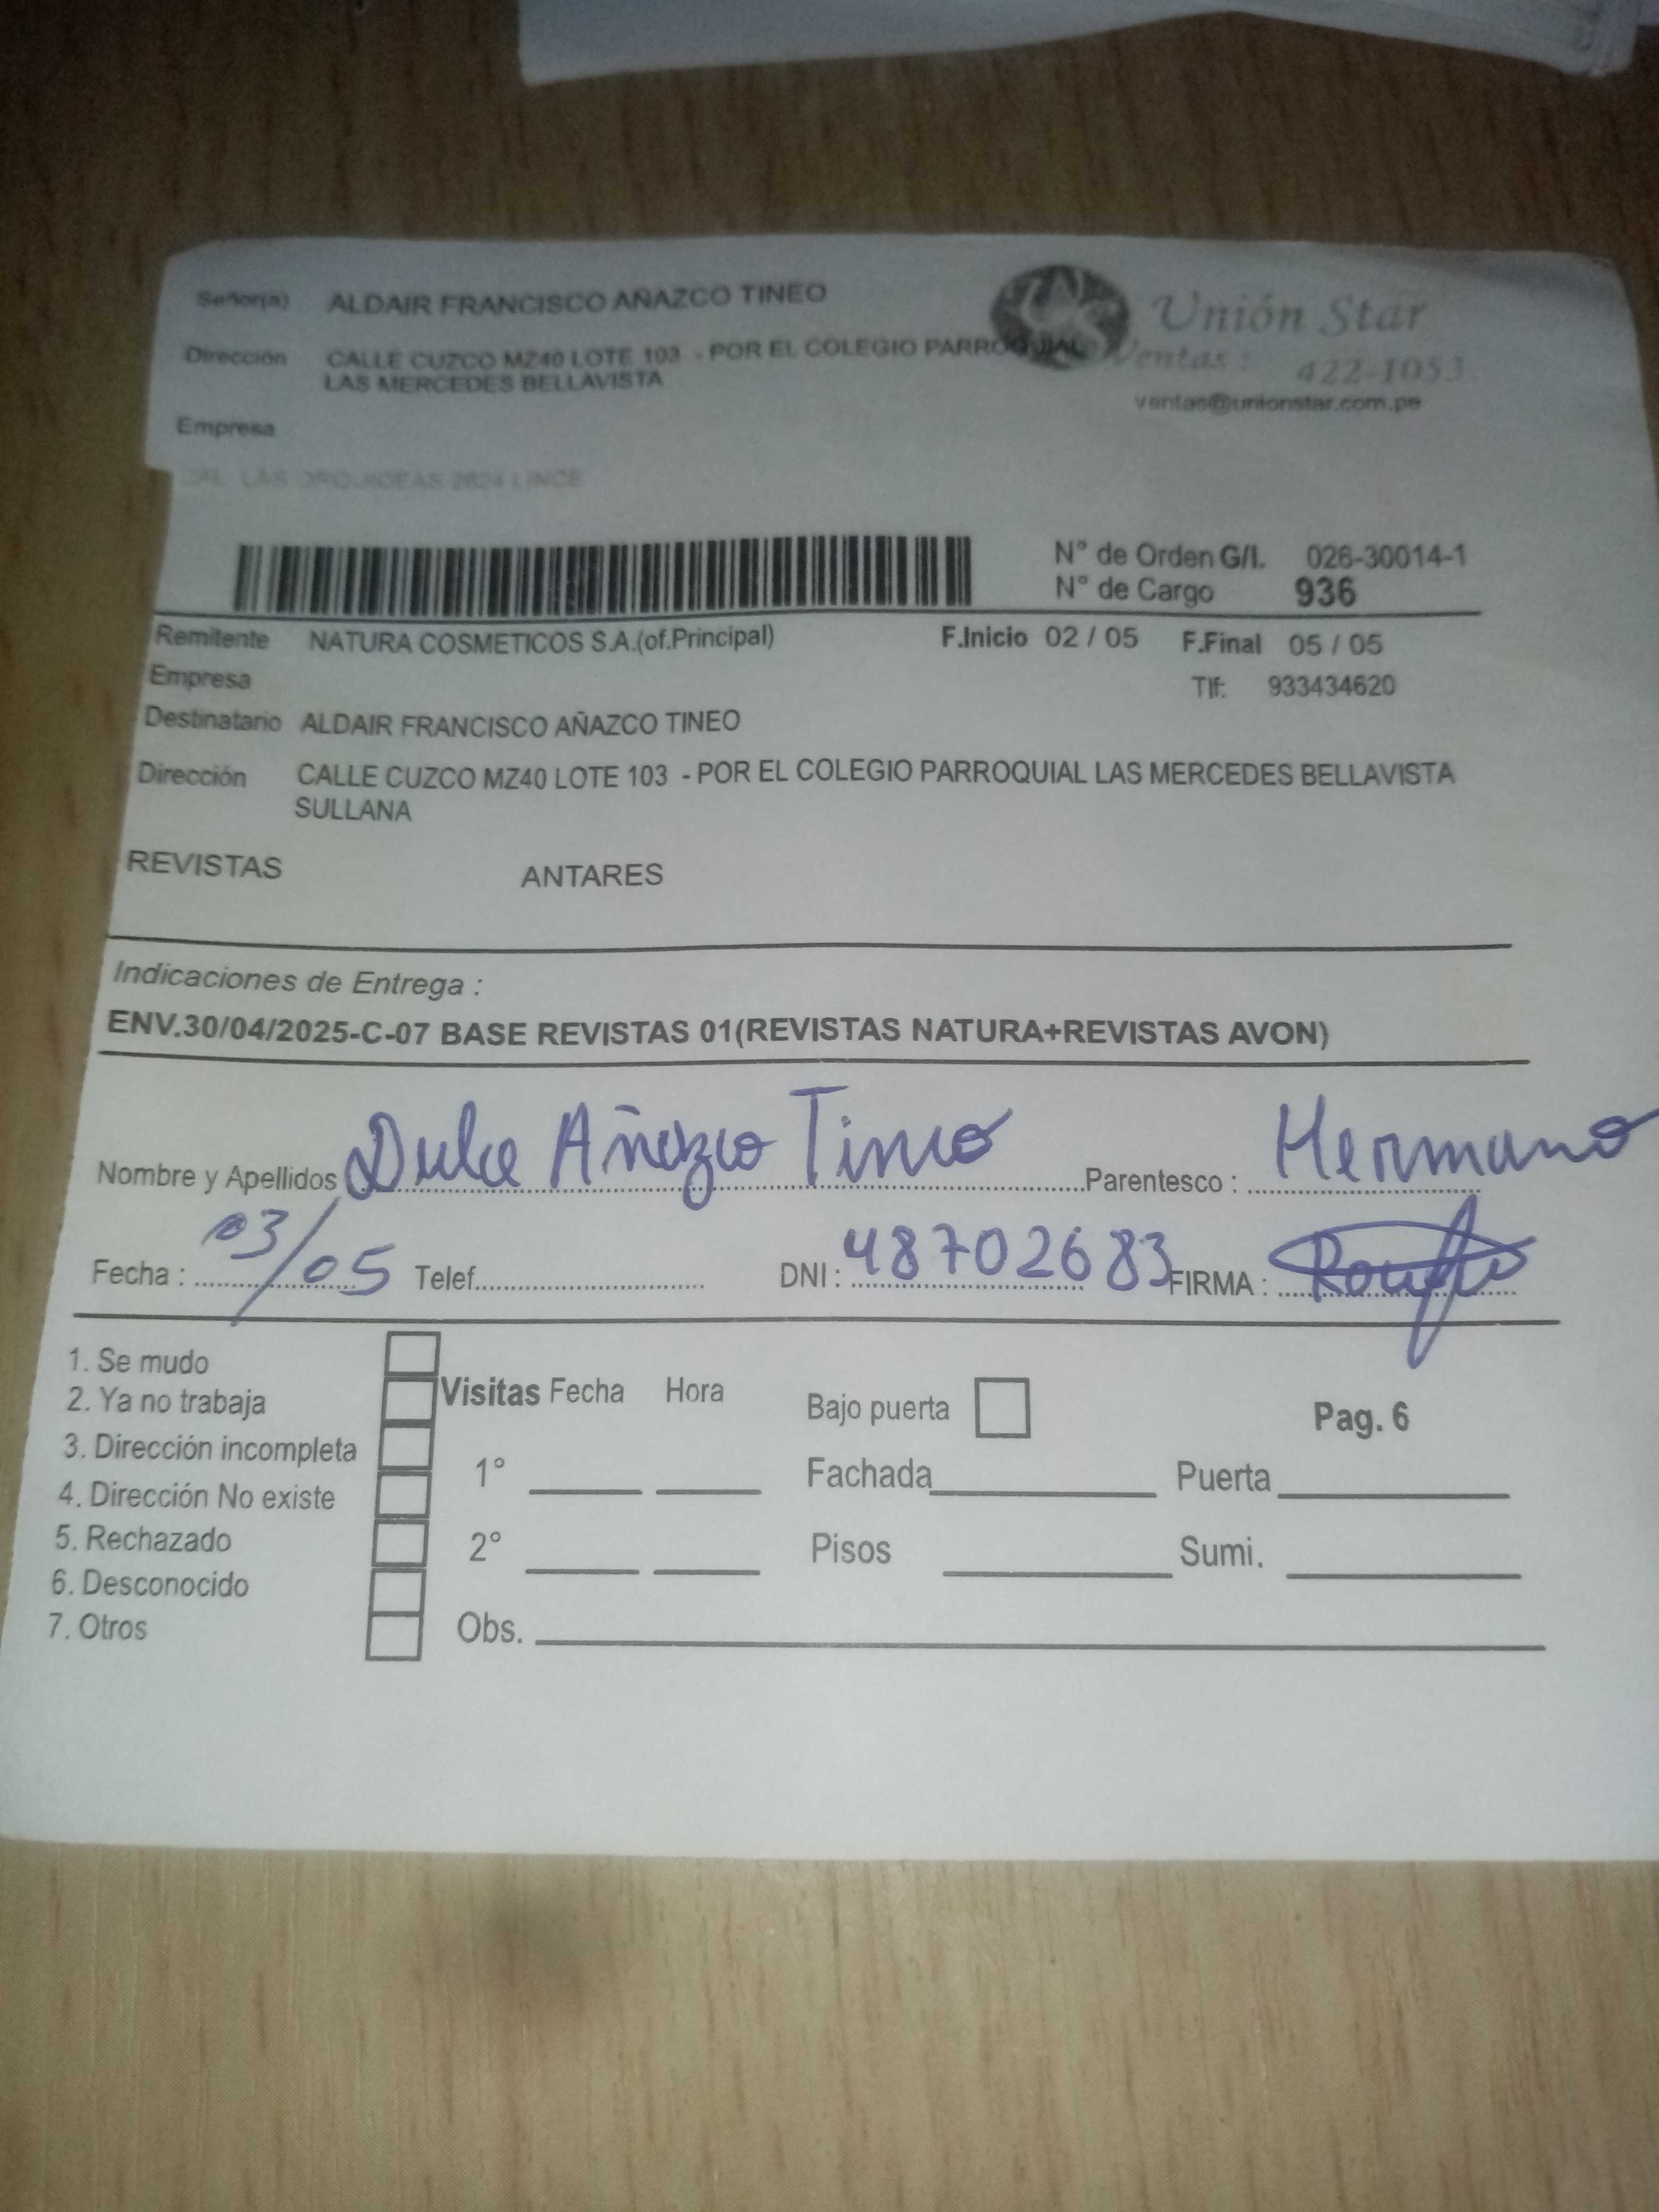 Señor(a) ALDAIR FRANCISCO AÑAZCO TINEO
Unión Star
Dirección CALLE CUZCO MZ40 LOTE 103 - POR EL COLEGIO PARROQUIAL
LAS MERCEDES BELLAVISTA
Ventas : 422-1053
ventas@unionstar.com.pe
Empresa
LAS ORQUIDEAS 2624 LINCE
N° de Orden G/I. 026-30014-1
N° de Cargo 936
Remitente NATURA COSMETICOS S.A.(of.Principal) F.Inicio 02 / 05 F.Final 05 / 05
Empresa Tlf: 933434620
Destinatario ALDAIR FRANCISCO AÑAZCO TINEO
Dirección CALLE CUZCO MZ40 LOTE 103 - POR EL COLEGIO PARROQUIAL LAS MERCEDES BELLAVISTA
SULLANA
REVISTAS ANTARES
Indicaciones de Entrega :
ENV.30/04/2025-C-07 BASE REVISTAS 01(REVISTAS NATURA+REVISTAS AVON)
Nombre y Apellidos Dulce Añazco Tineo Parentesco : Hermano
Fecha : 03/05 Telef. DNI : 48702683 FIRMA :
1. Se mudo
2. Ya no trabaja
3. Dirección incompleta
4. Dirección No existe
5. Rechazado
6. Desconocido
7. Otros
Visitas Fecha Hora
1°
2°
Obs.
Bajo puerta Pag. 6
Fachada Puerta
Pisos Sumi.